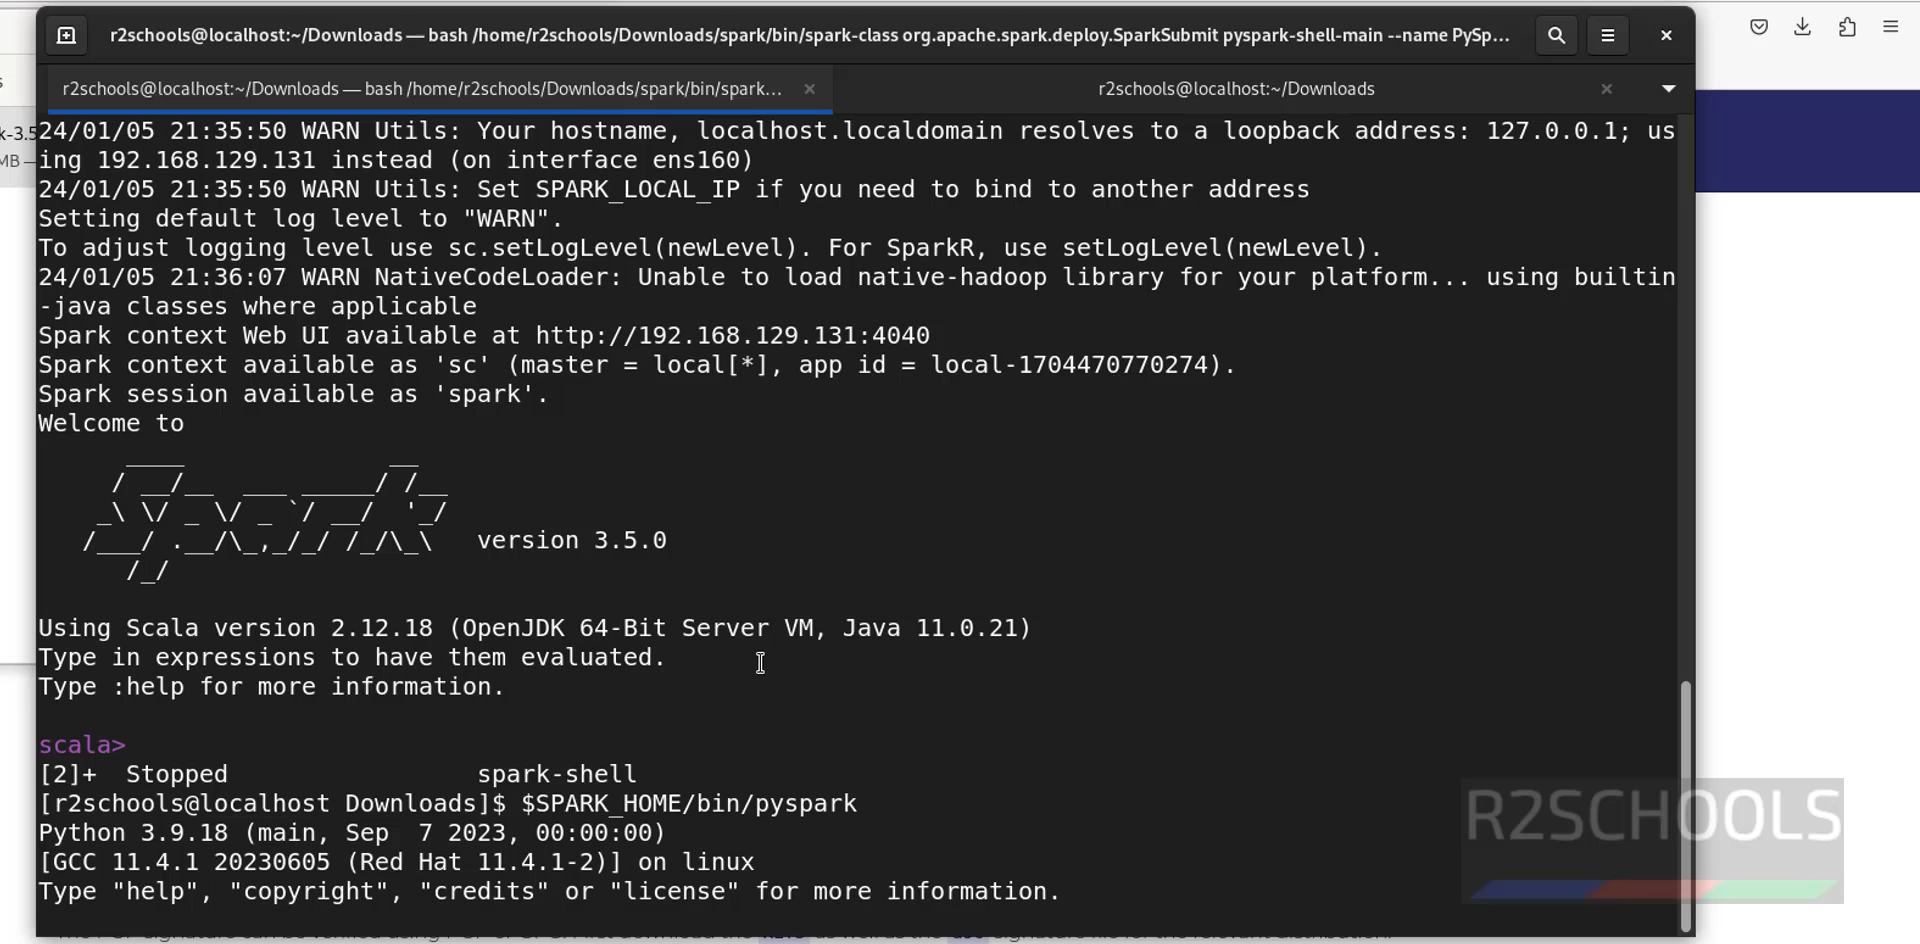 r2schools@localhost:~/Downloads — bash /home/r2schools/Downloads/spark/bin/spark-class org.apache.spark.deploy.SparkSubmit pyspark-shell-main --name PySp...
r2schools@localhost:~/Downloads — bash /home/r2schools/Downloads/spark/bin/spark...
r2schools@localhost:~/Downloads
24/01/05 21:35:50 WARN Utils: Your hostname, localhost.localdomain resolves to a loopback address: 127.0.0.1; us
ing 192.168.129.131 instead (on interface ens160)
24/01/05 21:35:50 WARN Utils: Set SPARK_LOCAL_IP if you need to bind to another address
Setting default log level to "WARN".
To adjust logging level use sc.setLogLevel(newLevel). For SparkR, use setLogLevel(newLevel).
24/01/05 21:36:07 WARN NativeCodeLoader: Unable to load native-hadoop library for your platform... using builtin
-java classes where applicable
Spark context Web UI available at http://192.168.129.131:4040
Spark context available as 'sc' (master = local[*], app id = local-1704470770274).
Spark session available as 'spark'.
Welcome to
Spark
version 3.5.0
Using Scala version 2.12.18 (OpenJDK 64-Bit Server VM, Java 11.0.21)
Type in expressions to have them evaluated.
Type :help for more information.
scala>
[2]+  Stopped                 spark-shell
[r2schools@localhost Downloads]$ $SPARK_HOME/bin/pyspark
Python 3.9.18 (main, Sep  7 2023, 00:00:00)
[GCC 11.4.1 20230605 (Red Hat 11.4.1-2)] on linux
Type "help", "copyright", "credits" or "license" for more information.
R2SCHOOLS